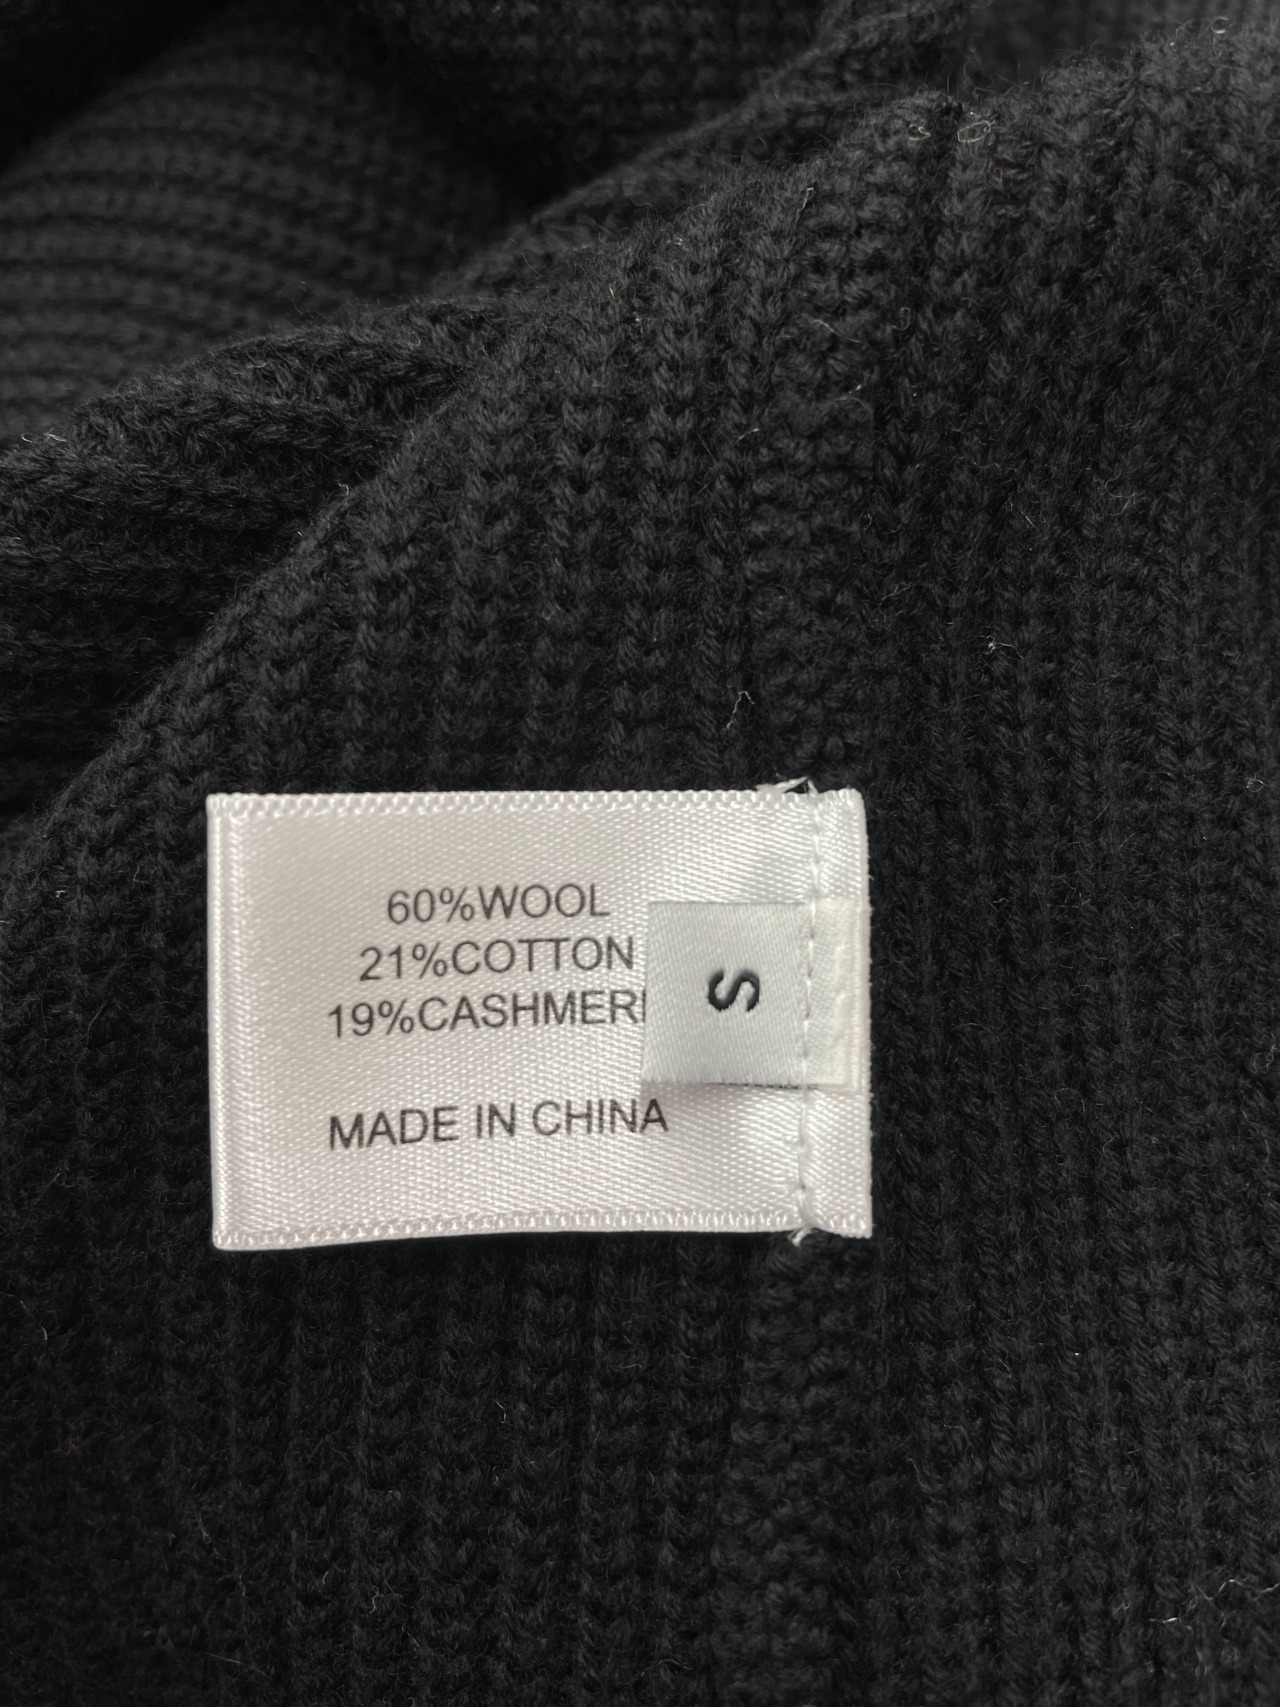 60%WOOL
21%COTTON
19%CASHMER
S
MADE IN CHINA